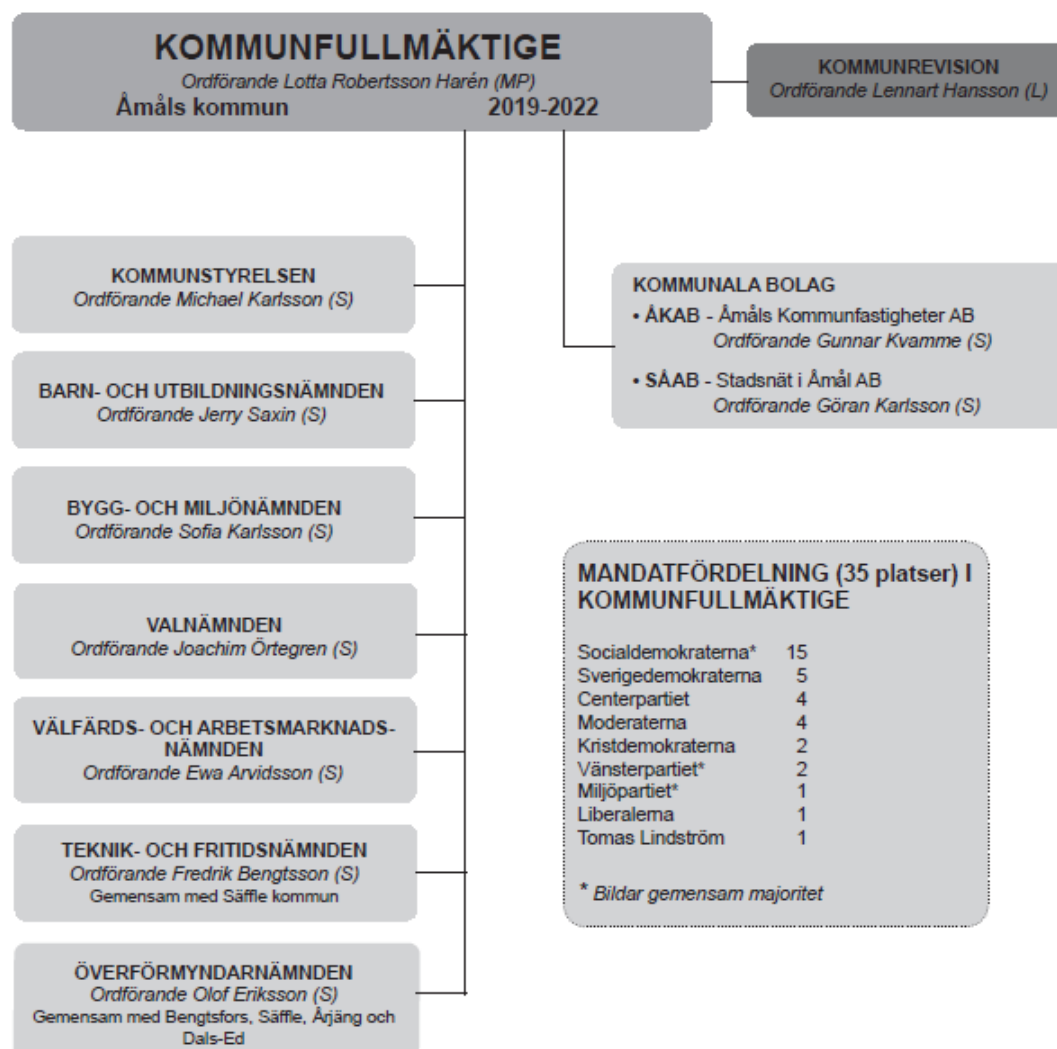 KOMMUNFULLMÄKTIGE
Ordförande Lotta Robertsson Harén (MP)
Åmåls kommun 2019-2022
KOMMUNREVISION
Ordförande Lennart Hansson (L)
KOMMUNSTYRELSEN
Ordförande Michael Karlsson (S)
BARN- OCH UTBILDNINGSNÄMNDEN
Ordförande Jerry Saxin (S)
BYGG- OCH MILJÖNÄMNDEN
Ordförande Sofia Karlsson (S)
VALNÄMNDEN
Ordförande Joachim Örtegren (S)
VÄLFÄRDS- OCH ARBETSMARKNADS-
NÄMNDEN
Ordförande Ewa Arvidsson (S)
TEKNIK- OCH FRITIDSNÄMNDEN
Ordförande Fredrik Bengtsson (S)
Gemensam med Säffle kommun
ÖVERFÖRMYNDARNÄMNDEN
Ordförande Olof Eriksson (S)
Gemensam med Bengtsfors, Säffle, Årjäng och
Dals-Ed
KOMMUNALA BOLAG
• ÅKAB - Åmåls Kommunfastigheter AB
Ordförande Gunnar Kvamme (S)
• SÅAB - Stadsnät i Åmål AB
Ordförande Göran Karlsson (S)
MANDATFÖRDELNING (35 platser) I
KOMMUNFULLMÄKTIGE
Socialdemokraterna* 15
Sverigedemokraterna 5
Centerpartiet 4
Moderaterna 4
Kristdemokraterna 2
Vänsterpartiet* 2
Miljöpartiet* 1
Liberalerna 1
Tomas Lindström 1
* Bildar gemensam majoritet